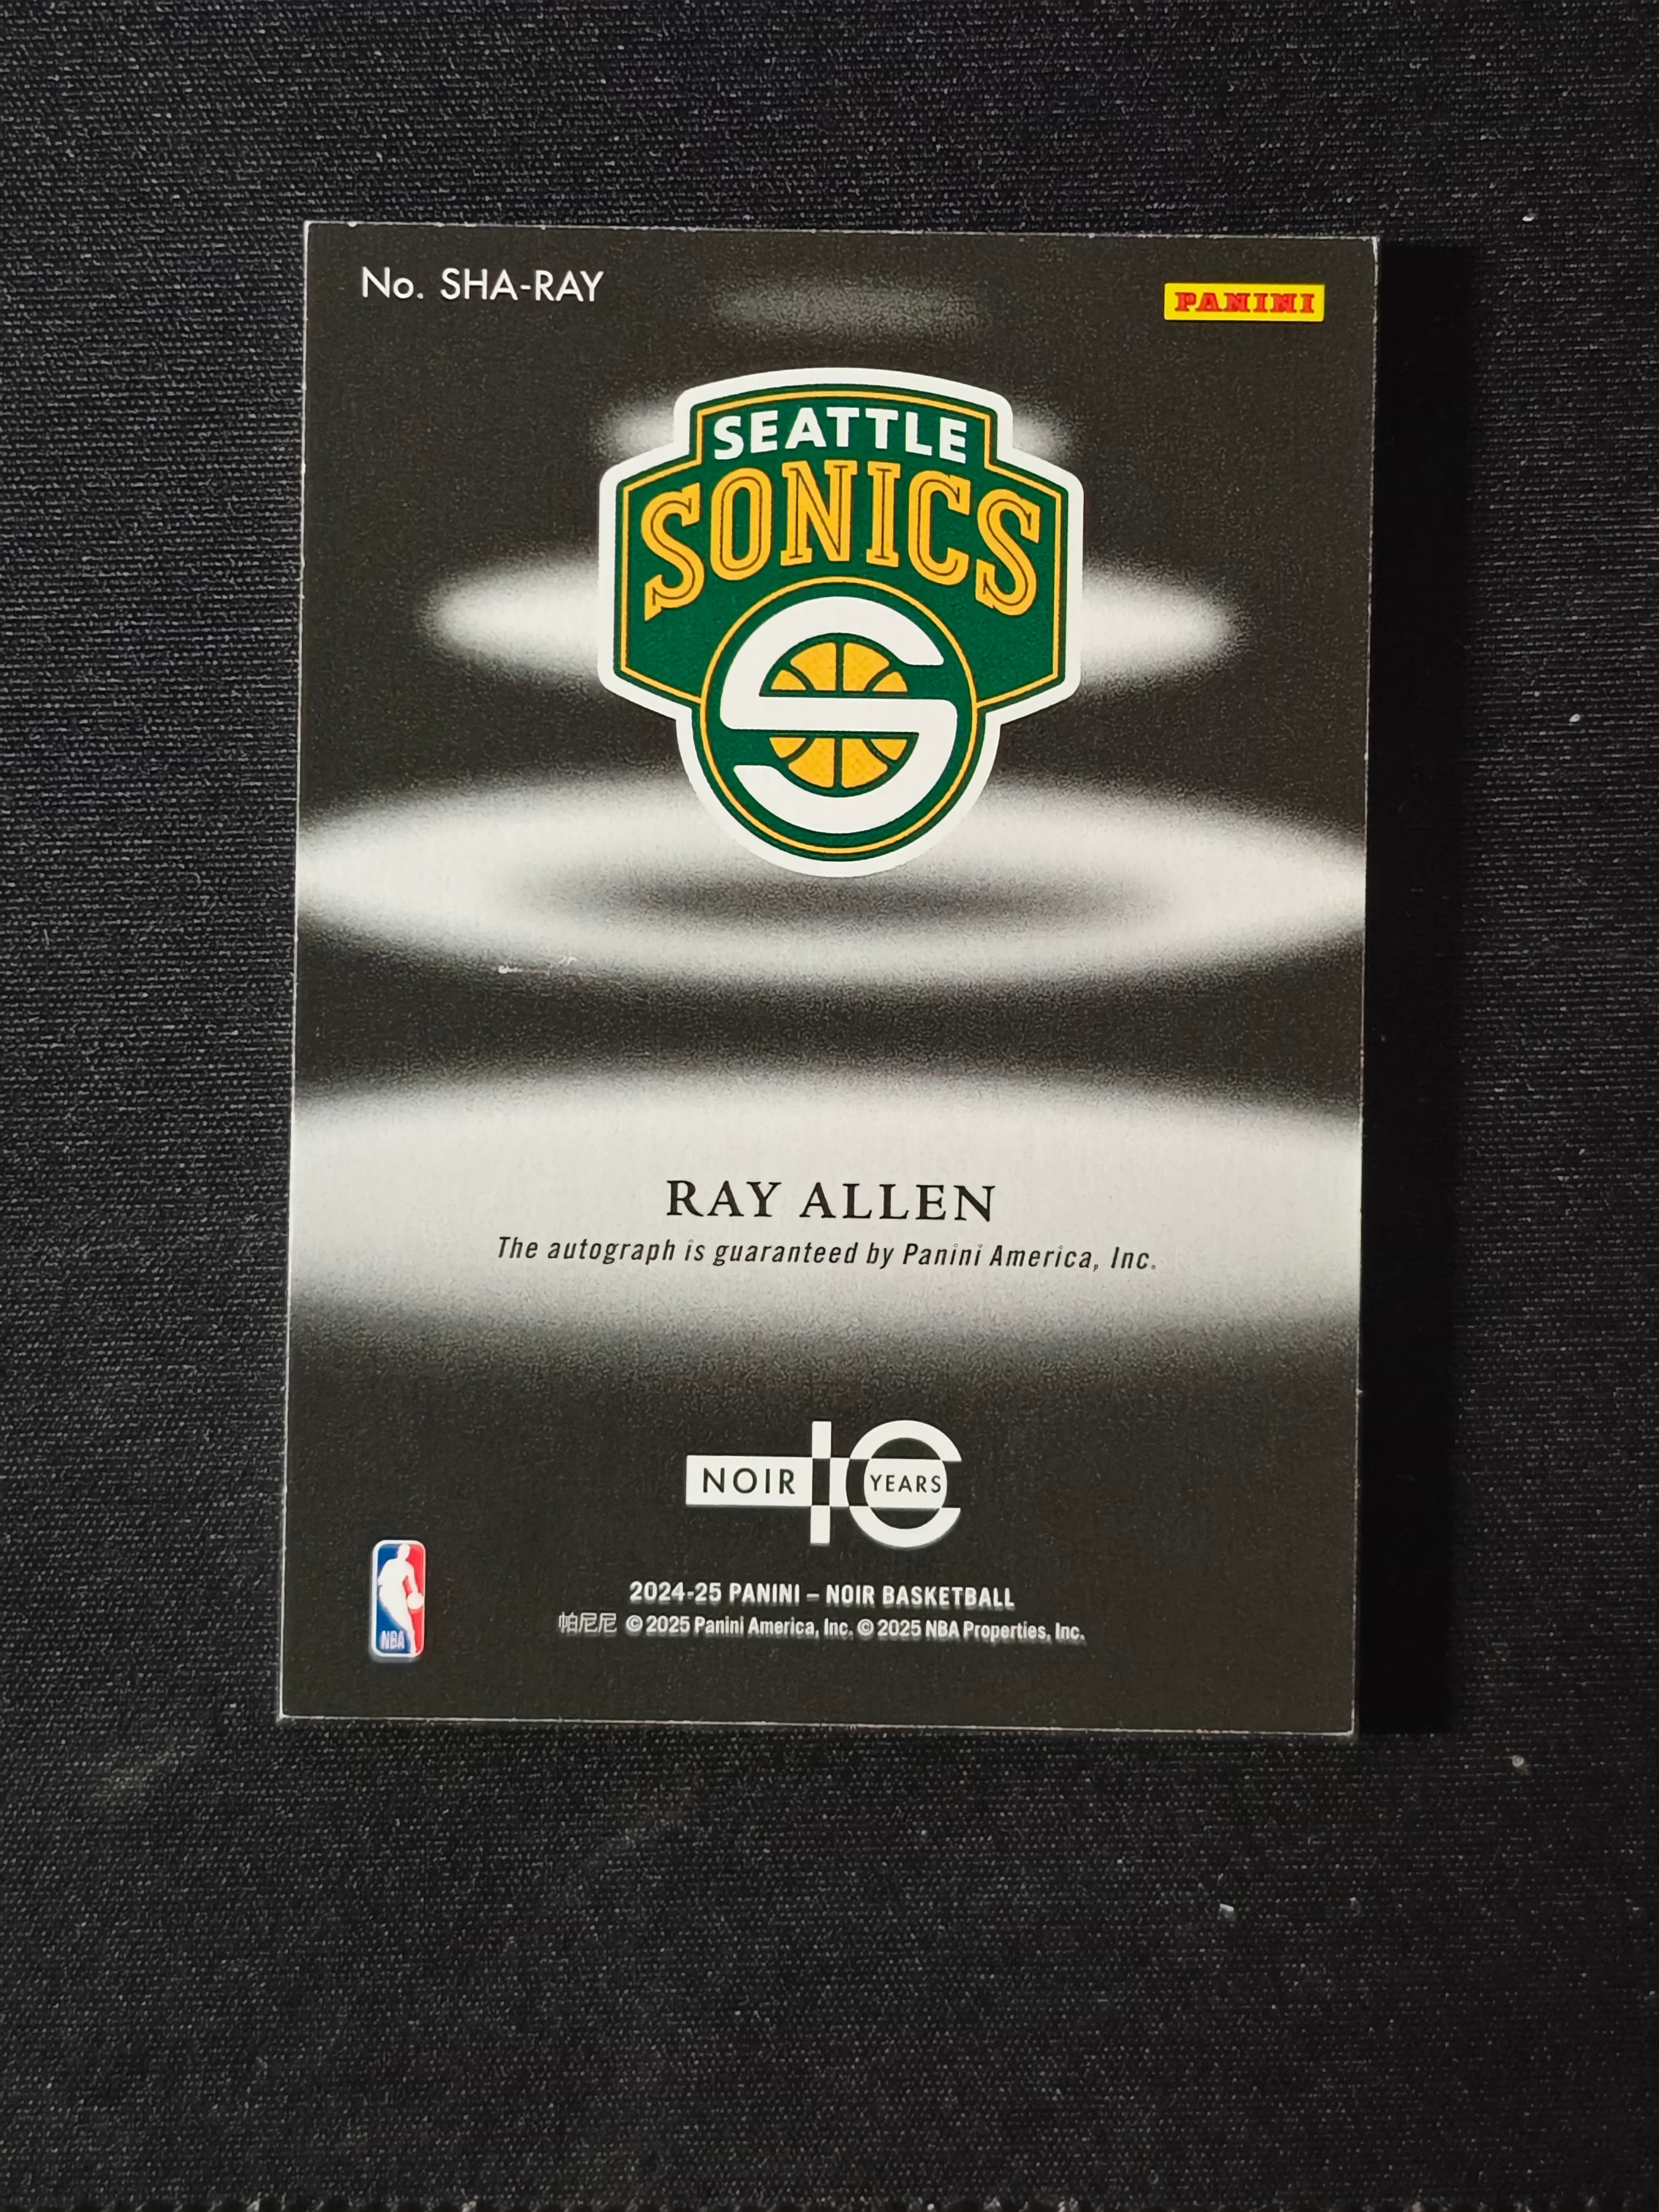 No. SHA-RAY
PANINI
SEATTLE
SONICS
S
RAY ALLEN
The autograph is guaranteed by Panini America, Inc.
NOIR 10 YEARS
NBA
2024-25 PANINI – NOIR BASKETBALL
帕尼尼 © 2025 Panini America, Inc. © 2025 NBA Properties, Inc.